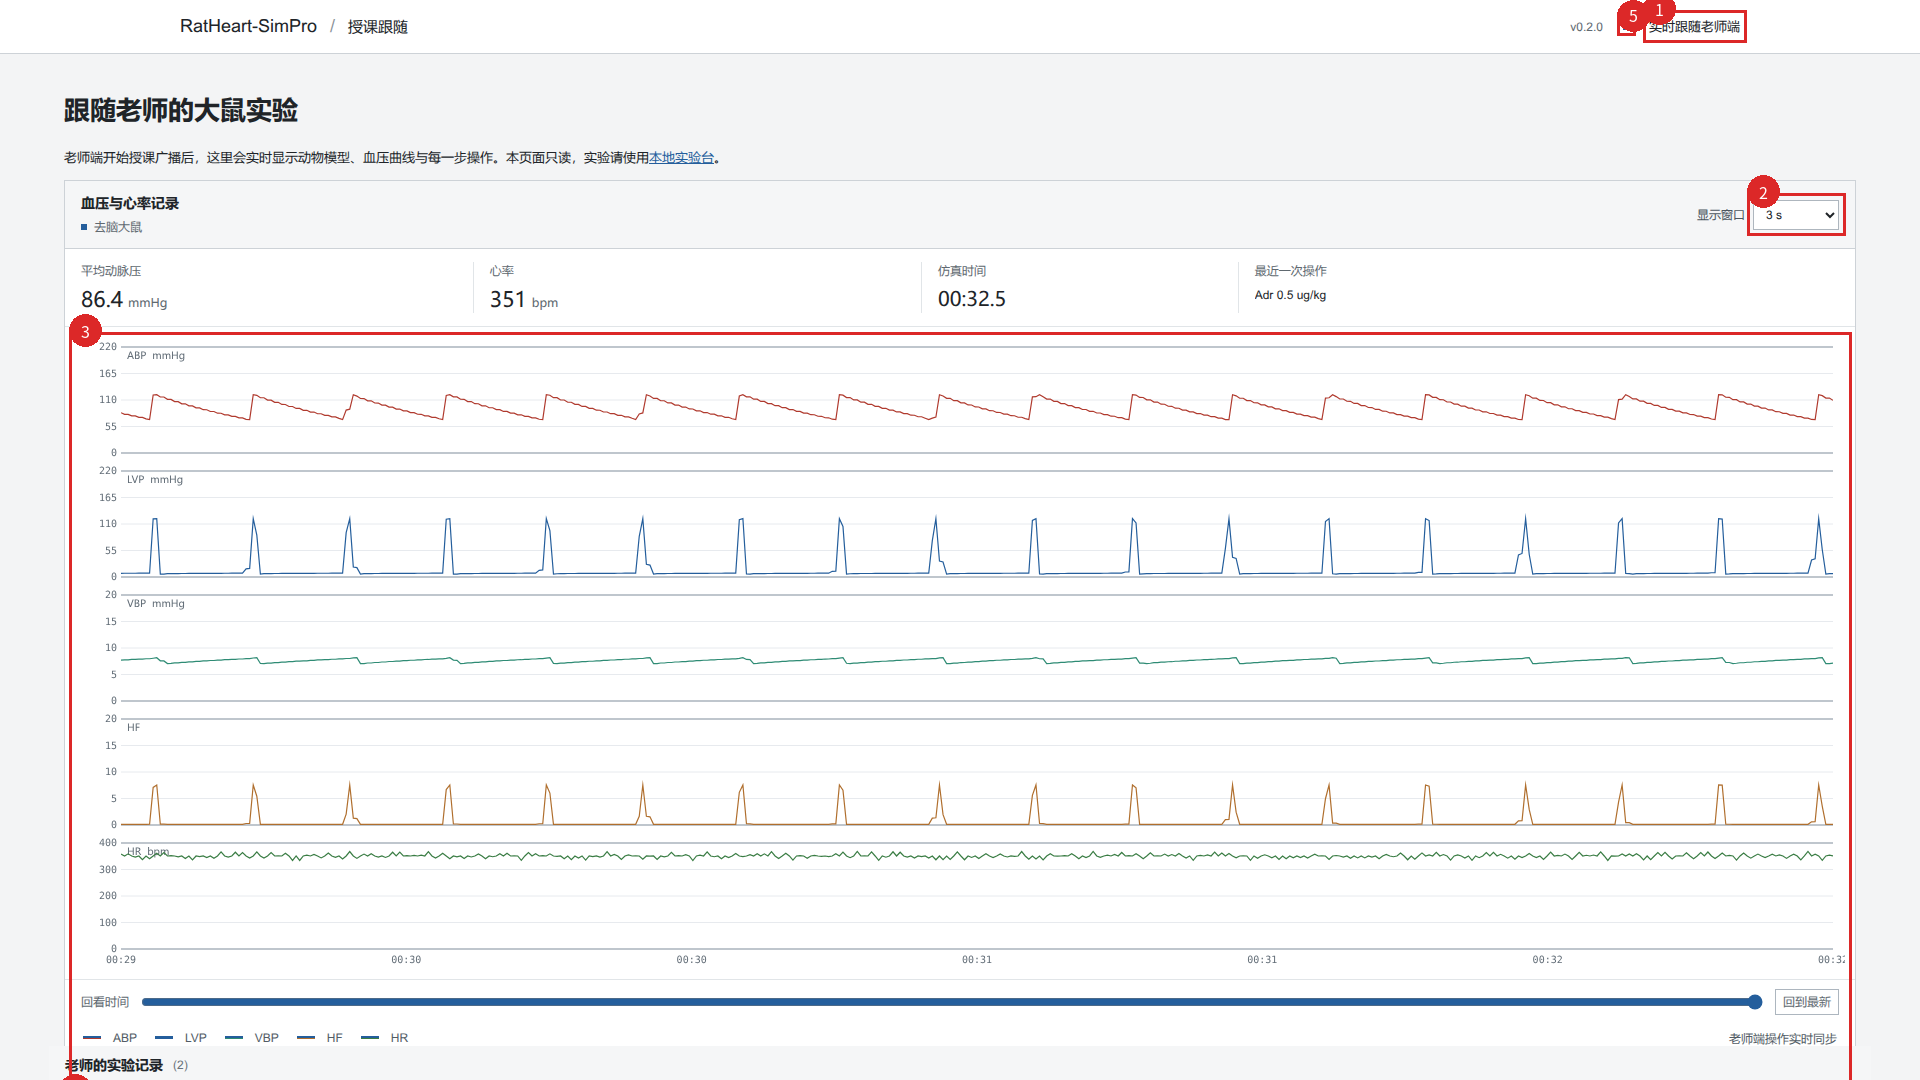 RatHeart-SimPro / 授课跟随
v0.2.0
5
1
实时跟随老师端
跟随老师的大鼠实验
老师端开始授课广播后，这里会实时显示动物模型、血压曲线与每一步操作。本页面只读，实验请使用本地实验台。
血压与心率记录
去脑大鼠
显示窗口
2
3 s
平均动脉压
86.4 mmHg
心率
351 bpm
仿真时间
00:32.5
最近一次操作
Adr 0.5 ug/kg
3
220
ABP mmHg
165
110
55
0
220
LVP mmHg
165
110
55
0
20
VBP mmHg
15
10
5
0
20
HF
15
10
5
0
400
HR bpm
300
200
100
0
00:29 00:30 00:30 00:31 00:31 00:32 00:32
回看时间
回到最新
ABP LVP VBP HF HR
老师端操作实时同步
老师的实验记录 (2)